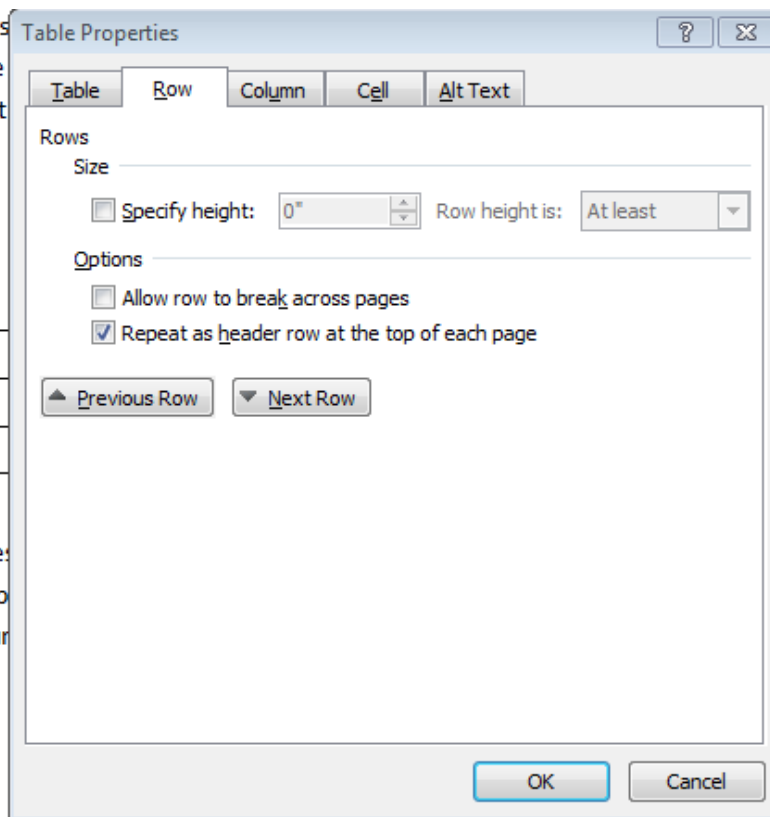 s
Table Properties
e
Table Row Column Cell Alt Text
t
Rows
Size
Specify height: 0" Row height is: At least
Options
Allow row to break across pages
Repeat as header row at the top of each page
Previous Row Next Row
es
ur
OK Cancel